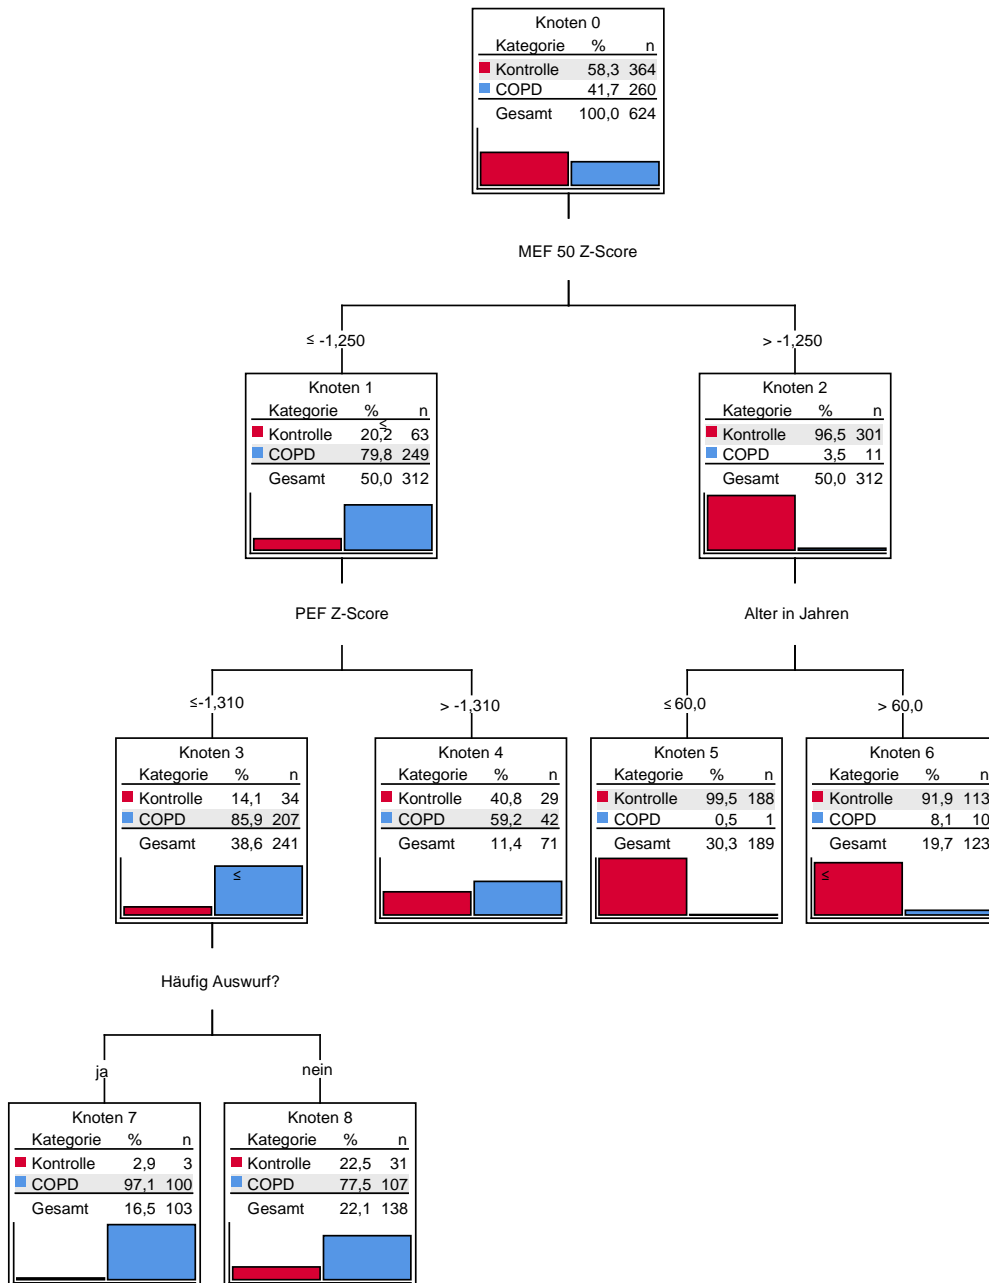 Knoten 0
Kategorie % n
Kontrolle 58,3 364
COPD 41,7 260
Gesamt 100,0 624
MEF 50 Z-Score
≤ -1,250
> -1,250
Knoten 1
Kategorie % n
≤
Kontrolle 20,2 63
COPD 79,8 249
Gesamt 50,0 312
Knoten 2
Kategorie % n
Kontrolle 96,5 301
COPD 3,5 11
Gesamt 50,0 312
PEF Z-Score
Alter in Jahren
≤-1,310
> -1,310
≤ 60,0
> 60,0
Knoten 3
Kategorie % n
Kontrolle 14,1 34
COPD 85,9 207
Gesamt 38,6 241
≤
Knoten 4
Kategorie % n
Kontrolle 40,8 29
COPD 59,2 42
Gesamt 11,4 71
Knoten 5
Kategorie % n
Kontrolle 99,5 188
COPD 0,5 1
Gesamt 30,3 189
Knoten 6
Kategorie % n
Kontrolle 91,9 113
COPD 8,1 10
Gesamt 19,7 123
≤
Häufig Auswurf?
ja
nein
Knoten 7
Kategorie % n
Kontrolle 2,9 3
COPD 97,1 100
Gesamt 16,5 103
Knoten 8
Kategorie % n
Kontrolle 22,5 31
COPD 77,5 107
Gesamt 22,1 138